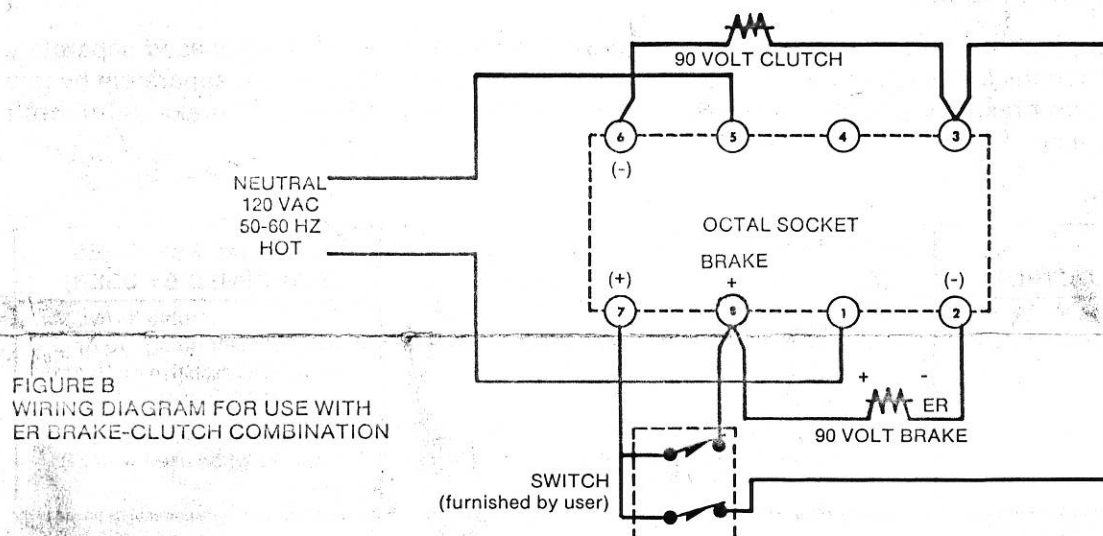 90 VOLT CLUTCH
6
5
4
3
(-)
NEUTRAL
120 VAC
50-60 HZ
HOT
OCTAL SOCKET
BRAKE
(+)
+
(-)
7
8
1
2
FIGURE B
WIRING DIAGRAM FOR USE WITH
ER BRAKE-CLUTCH COMBINATION
+ -
ER
90 VOLT BRAKE
SWITCH
(furnished by user)